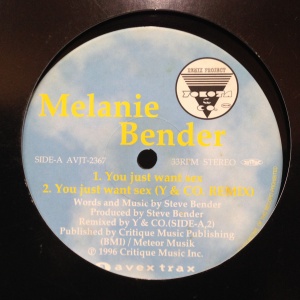 Melanie
Bender
SIDE-A AVJT-2367
33RPM STEREO
1. You just want sex
2. You just want sex (Y & CO.
Words and Music by Steve Bender
Produced by Steve Bender
Remixed by Y & CO.(SIDE-A,2)
Published by Critique Music Publishing
(BMI) / Meteor Musik
Ⓟ 1996 Critique Music Inc.
avex trax